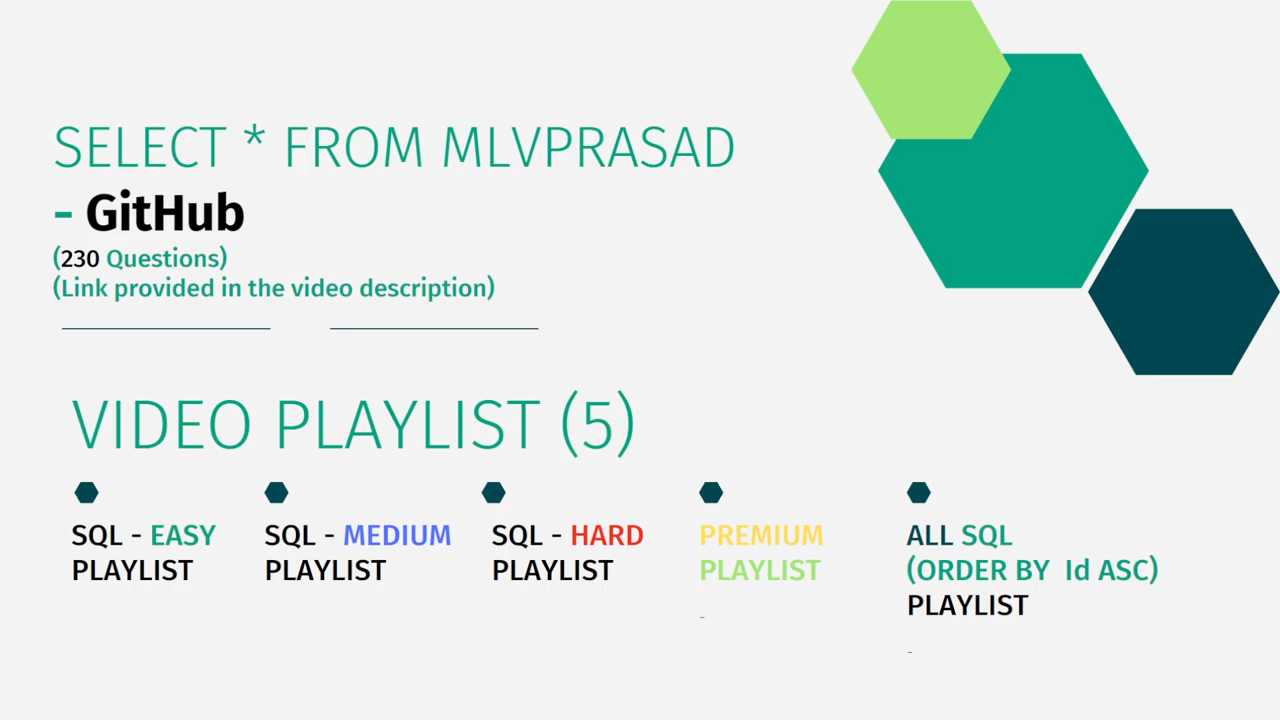 SELECT * FROM MLVPRASAD
- GitHub
(230 Questions)
(Link provided in the video description)
VIDEO PLAYLIST (5)
SQL - EASY
PLAYLIST
SQL - MEDIUM
PLAYLIST
SQL - HARD
PLAYLIST
PREMIUM
PLAYLIST
-
ALL SQL
(ORDER BY Id ASC)
PLAYLIST
-